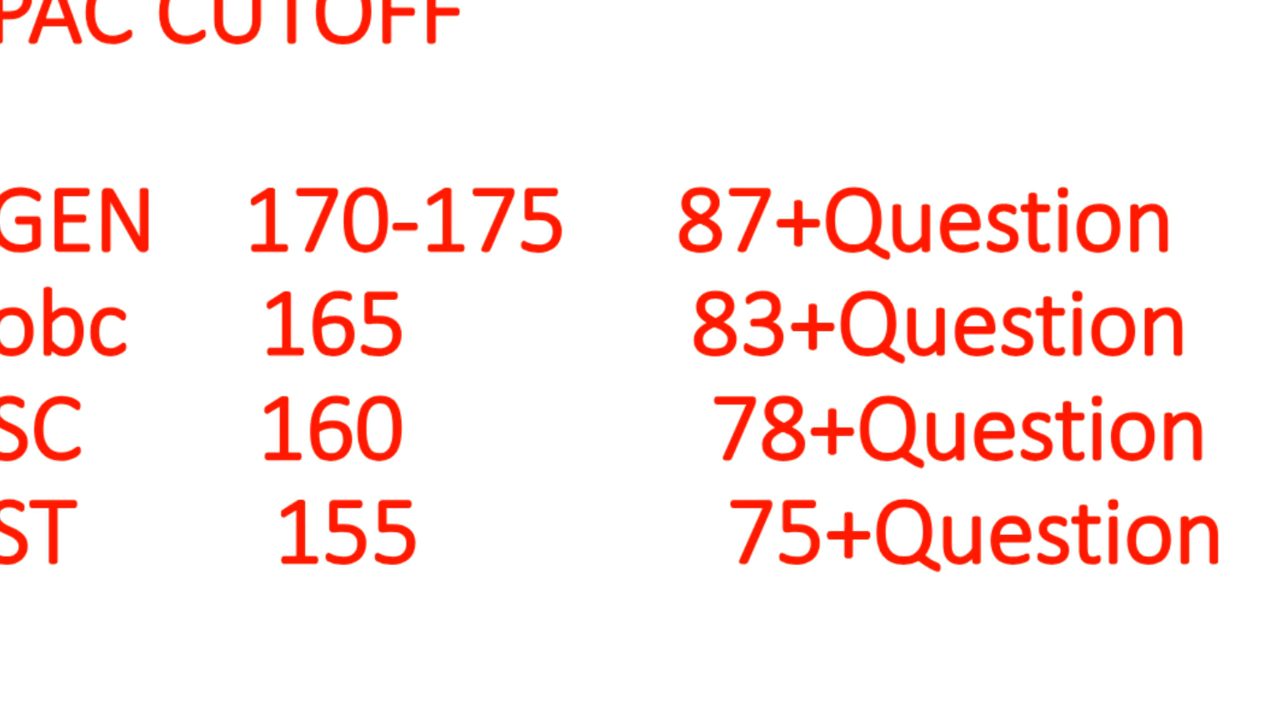 PAC CUTOFF
GEN 170-175 87+Question
obc 165 83+Question
SC 160 78+Question
ST 155 75+Question